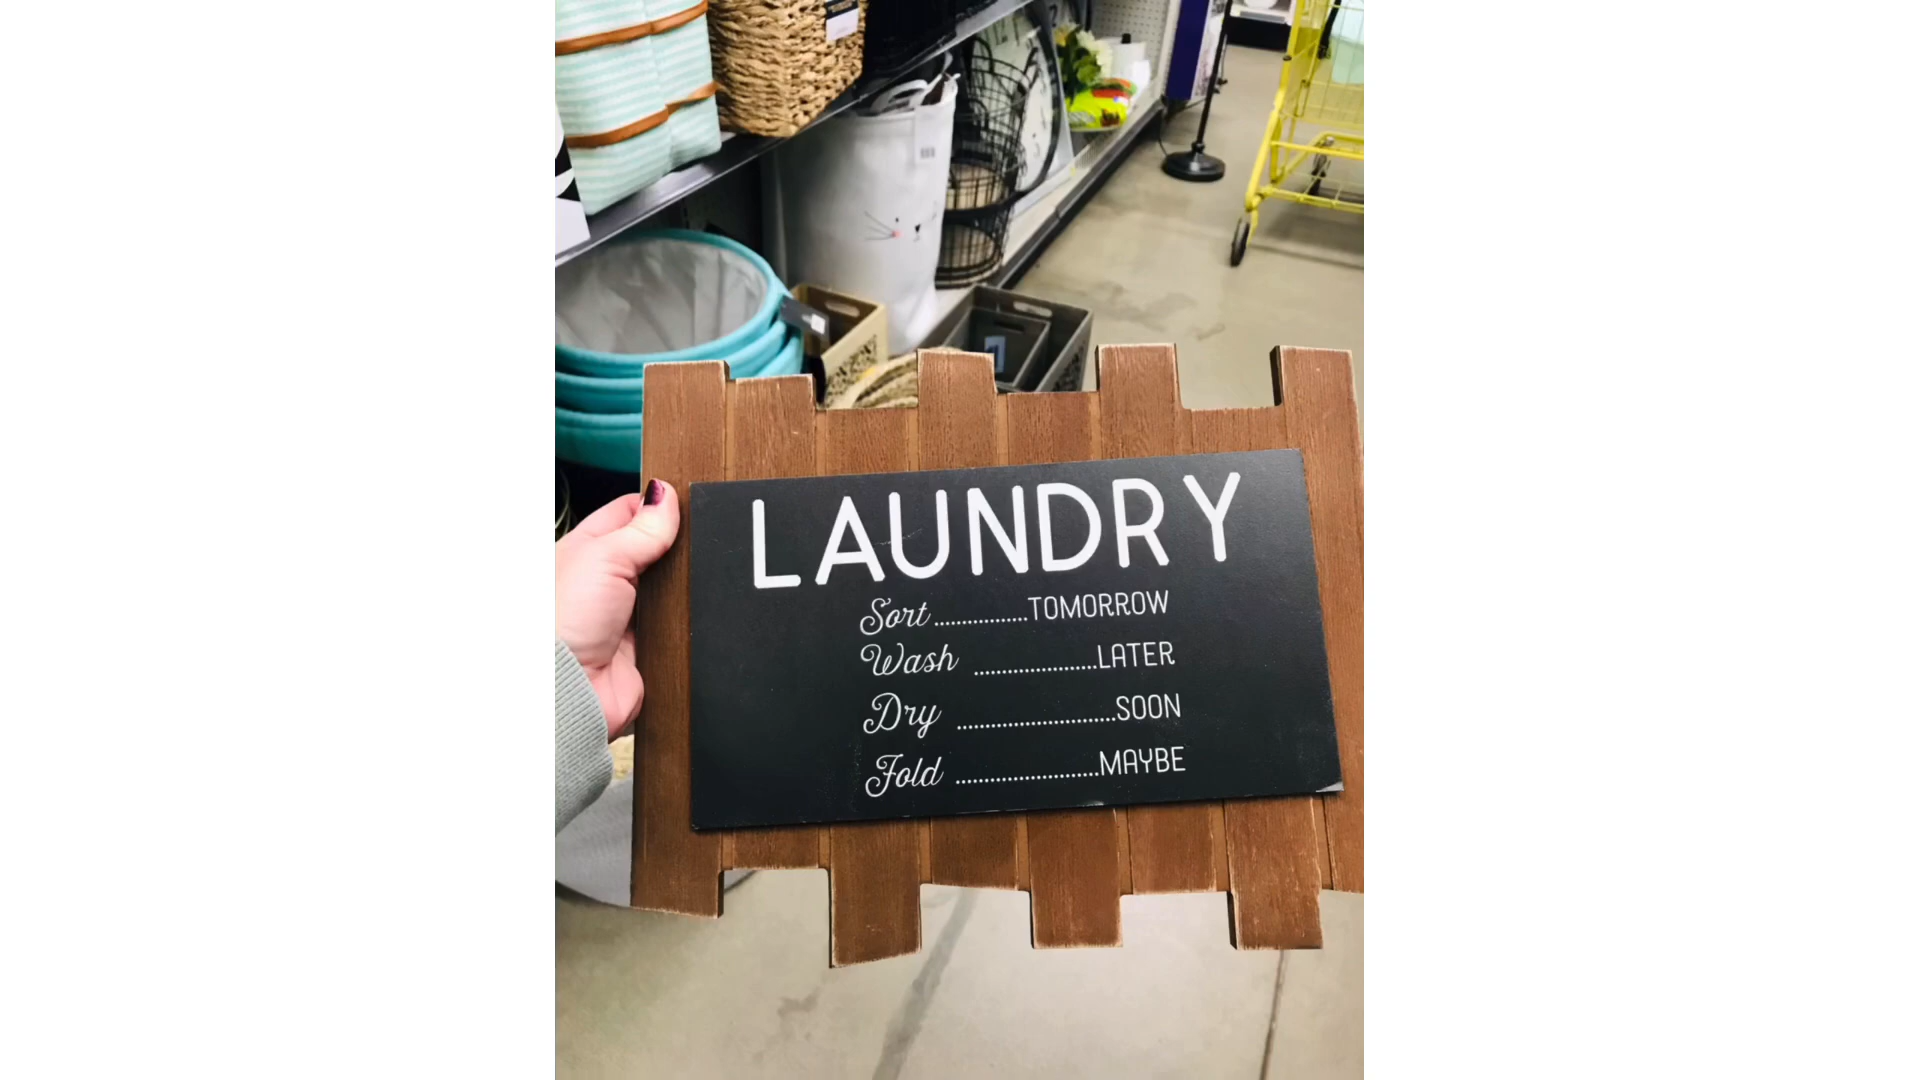 LAUNDRY
Sort.................TOMORROW
Wash ......................LATER
Dry ............................SOON
Fold .........................MAYBE